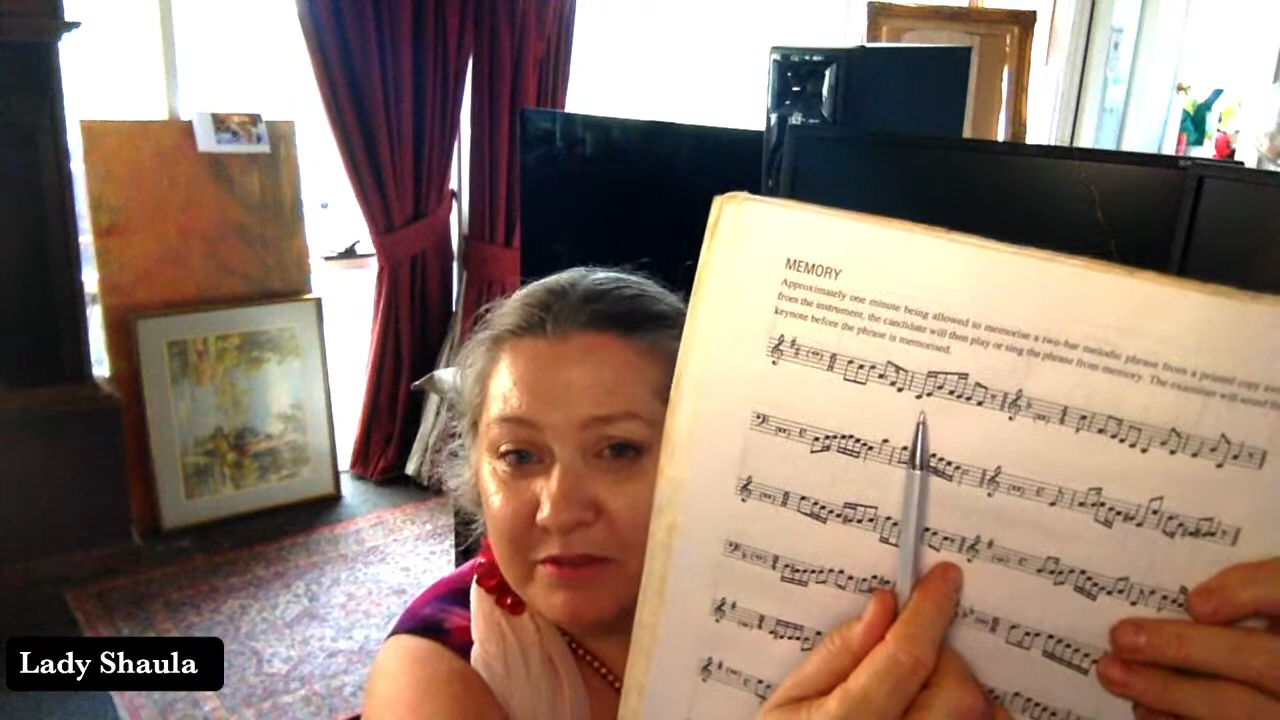 MEMORY
Approximately one minute being allowed to memorise a two-bar melodic phrase from a printed copy
from the instrument, the candidate will then play or sing the phrase from memory. The examiner will sound
keynote before the phrase is memorised.
Lady Shaula